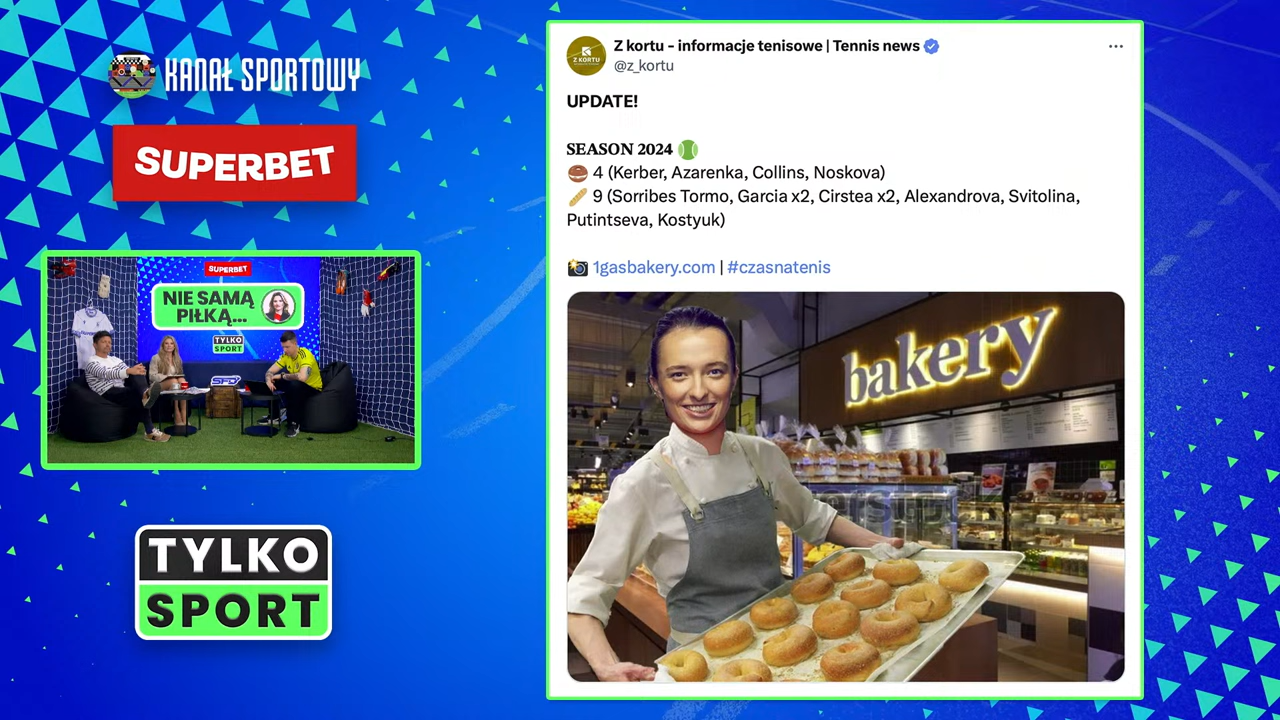 KANAŁ SPORTOWY
SUPERBET
SUPERBET
NIE SAMĄ
PIŁKĄ...
TYLKO
SPORT
SFD
TYLKO
SPORT
Z KORTU
Z kortu - informacje tenisowe | Tennis news
@z_kortu
UPDATE!
SEASON 2024
4 (Kerber, Azarenka, Collins, Noskova)
9 (Sorribes Tormo, Garcia x2, Cirstea x2, Alexandrova, Svitolina,
Putintseva, Kostyuk)
1gasbakery.com | #czasnatenis
bakery